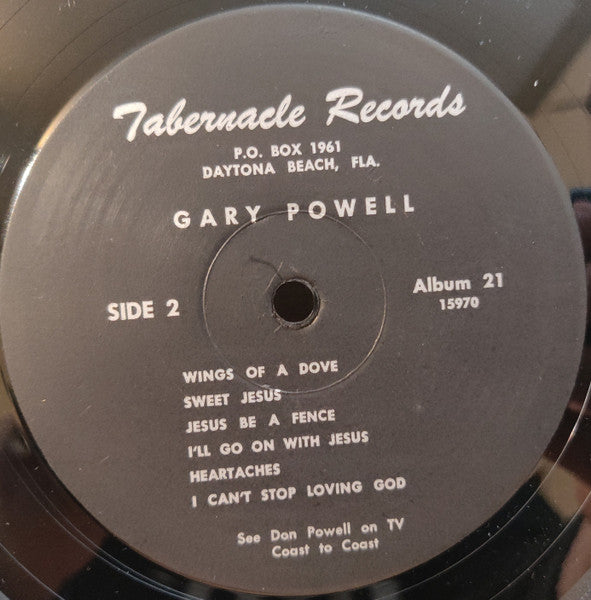 Tabernacle Records
P.O. BOX 1961
DAYTONA BEACH, FLA.
GARY POWELL
SIDE 2
Album 21
15970
WINGS OF A DOVE
SWEET JESUS
JESUS BE A FENCE
I'LL GO ON WITH JESUS
HEARTACHES
I CAN'T STOP LOVING GOD
See Don Powell on TV
Coast to Coast